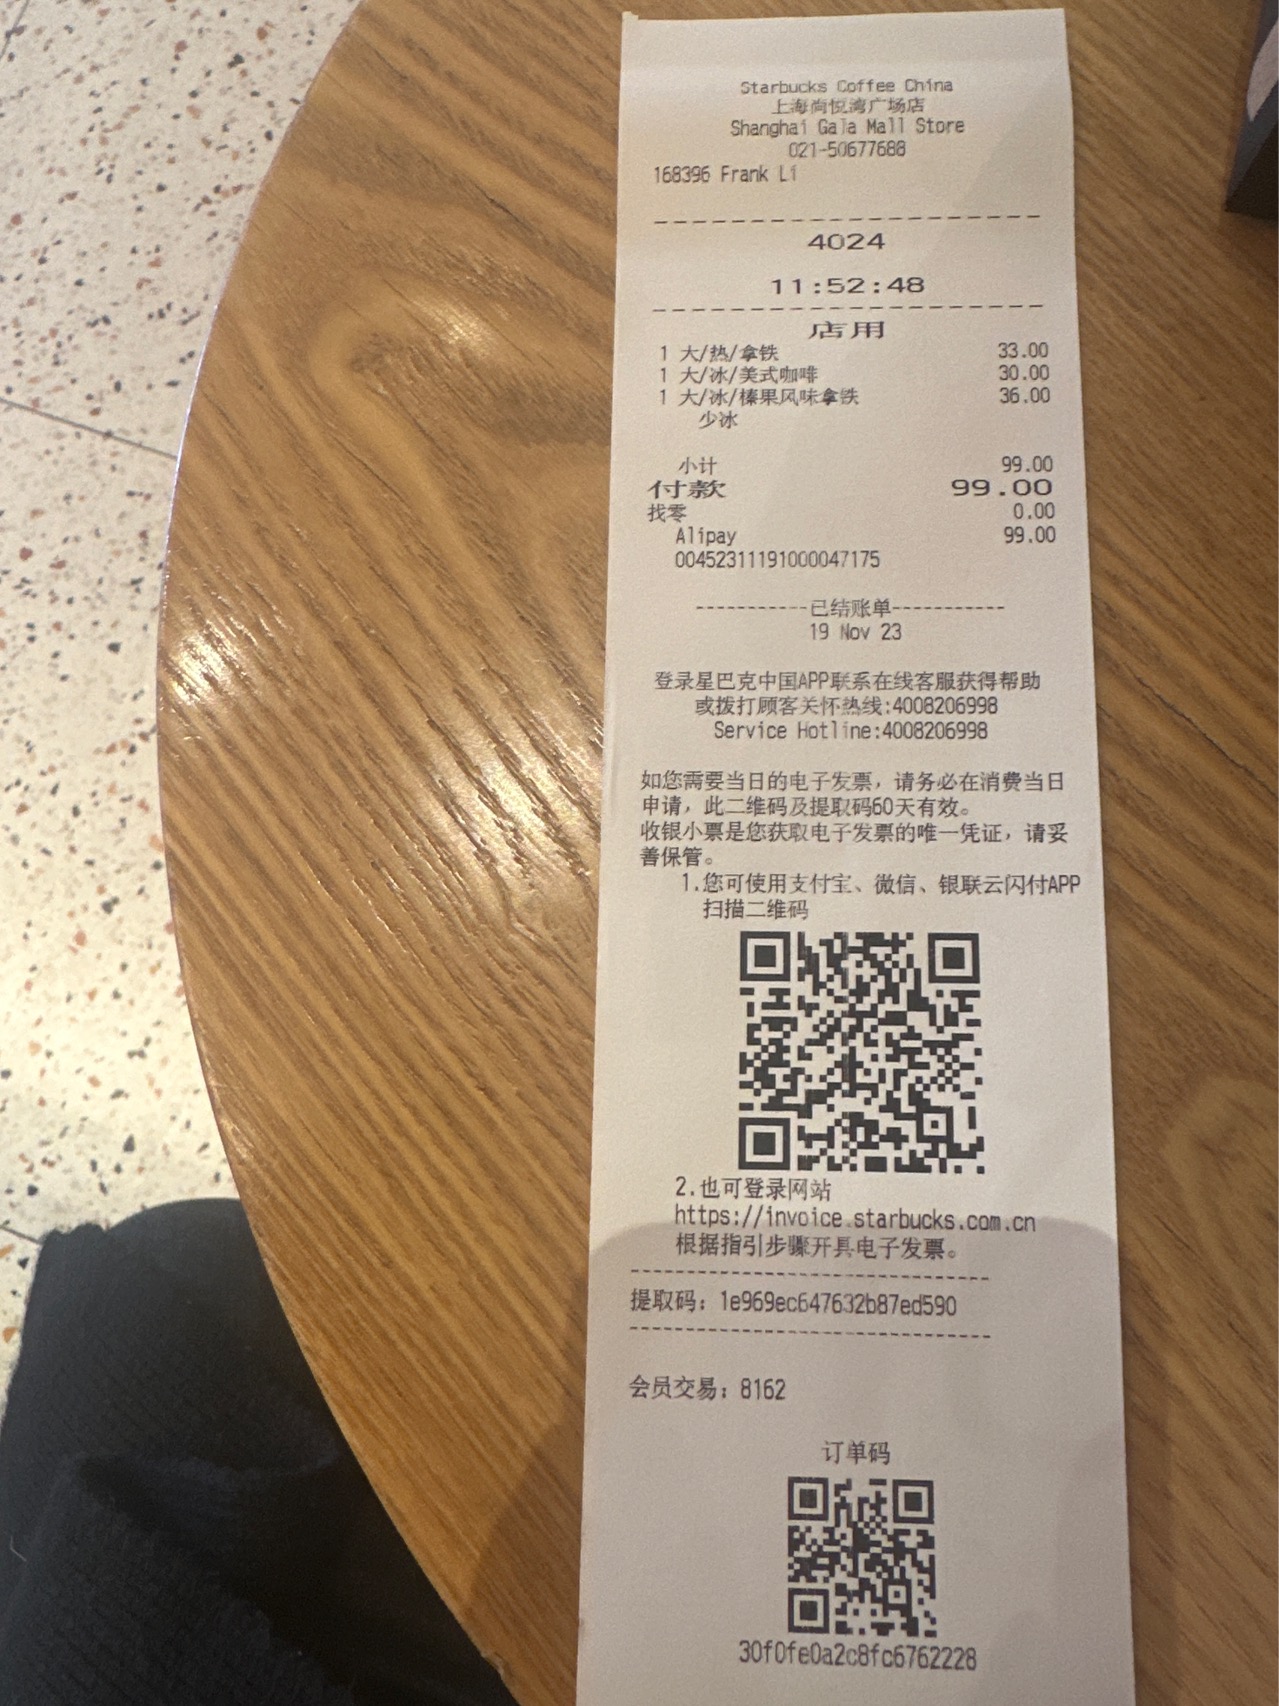 Starbucks Coffee China
上海尚悦湾广场店
Shanghai Gala Mall Store
021-50677688
168396 Frank Li
4024
11:52:48
店用
1 大/热/拿铁 33.00
1 大/冰/美式咖啡 30.00
1 大/冰/榛果风味拿铁 36.00
少冰
小计 99.00
付款 99.00
找零 0.00
Alipay 99.00
00452311191000047175
-----------已结账单-----------
19 Nov 23
登录星巴克中国APP联系在线客服获得帮助
或拨打顾客关怀热线:4008206998
Service Hotline:4008206998
如您需要当日的电子发票，请务必在消费当日
申请，此二维码及提取码60天有效。
收银小票是您获取电子发票的唯一凭证，请妥
善保管。
1.您可使用支付宝、微信、银联云闪付APP
扫描二维码
2.也可登录网站
https://invoice.starbucks.com.cn
根据指引步骤开具电子发票。
提取码：1e969ec647632b87ed590
会员交易：8162
订单码
30f0fe0a2c8fc6762228